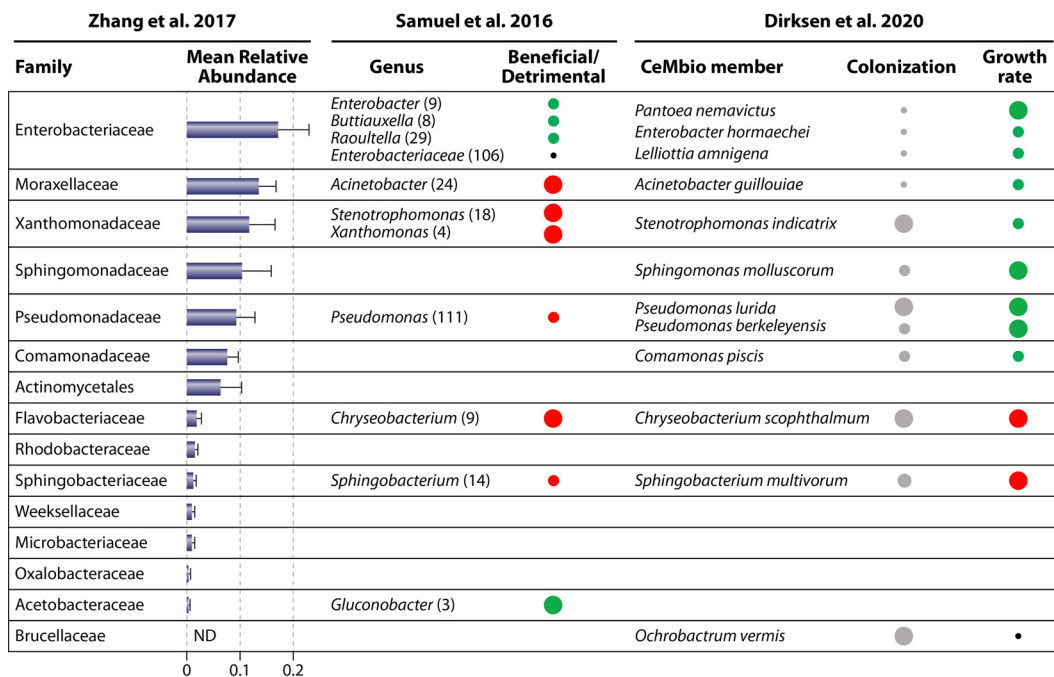 Zhang et al. 2017 Samuel et al. 2016 Dirksen et al. 2020
Family Mean Relative Abundance Genus Beneficial/ Detrimental CeMbio member Colonization Growth rate
Enterobacteriaceae
Enterobacter (9)
Buttiauxella (8)
Raoultella (29)
Enterobacteriaceae (106)
Pantoea nemavictus
Enterobacter hormaechei
Lelliottia amnigena
Moraxellaceae Acinetobacter (24) Acinetobacter guillouiae
Xanthomonadaceae
Stenotrophomonas (18)
Xanthomonas (4)
Stenotrophomonas indicatrix
Sphingomonadaceae Sphingomonas molluscorum
Pseudomonadaceae Pseudomonas (111)
Pseudomonas lurida
Pseudomonas berkeleyensis
Comamonadaceae Comamonas piscis
Actinomycetales
Flavobacteriaceae Chryseobacterium (9) Chryseobacterium scophthalmum
Rhodobacteraceae
Sphingobacteriaceae Sphingobacterium (14) Sphingobacterium multivorum
Weeksellaceae
Microbacteriaceae
Oxalobacteraceae
Acetobacteraceae Gluconobacter (3)
Brucellaceae ND Ochrobactrum vermis
0 0.1 0.2